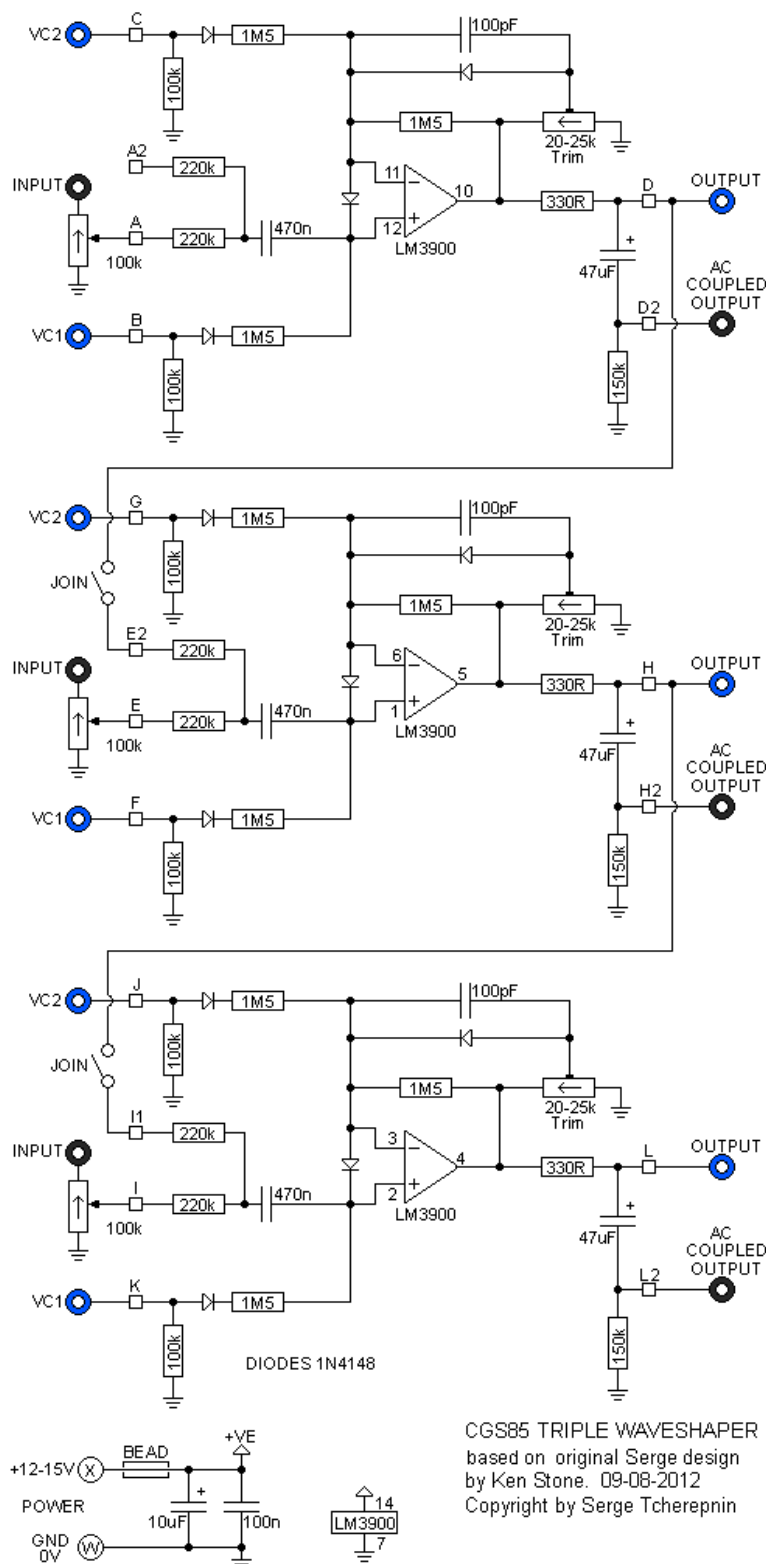 C
VC2
1M5
100pF
100k
1M5
20-25k
Trim
A2
220k
INPUT
11
10
12
LM3900
330R
D
OUTPUT
A
220k
470n
100k
47uF
+
AC
COUPLED
OUTPUT
D2
B
VC1
1M5
100k
150k
G
VC2
1M5
100pF
100k
JOIN
1M5
20-25k
Trim
E2
220k
INPUT
6
5
1
LM3900
330R
H
OUTPUT
E
220k
470n
100k
47uF
+
AC
COUPLED
OUTPUT
H2
F
VC1
1M5
100k
150k
J
VC2
1M5
100pF
100k
JOIN
1M5
20-25k
Trim
I1
220k
INPUT
3
4
2
LM3900
330R
L
OUTPUT
I
220k
470n
100k
47uF
+
AC
COUPLED
OUTPUT
L2
K
VC1
1M5
100k
150k
DIODES 1N4148
+VE
BEAD
+12-15V X
POWER
+
10uF
100n
GND
0V
W
14
LM3900
7
CGS85 TRIPLE WAVESHAPER
based on original Serge design
by Ken Stone. 09-08-2012
Copyright by Serge Tcherepnin